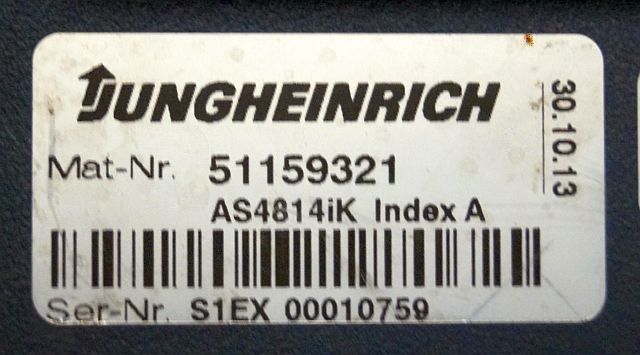 JUNGHEINRICH
30.10.13
Mat-Nr. 51159321
AS4814iK Index A
Ser-Nr. S1EX 00010759